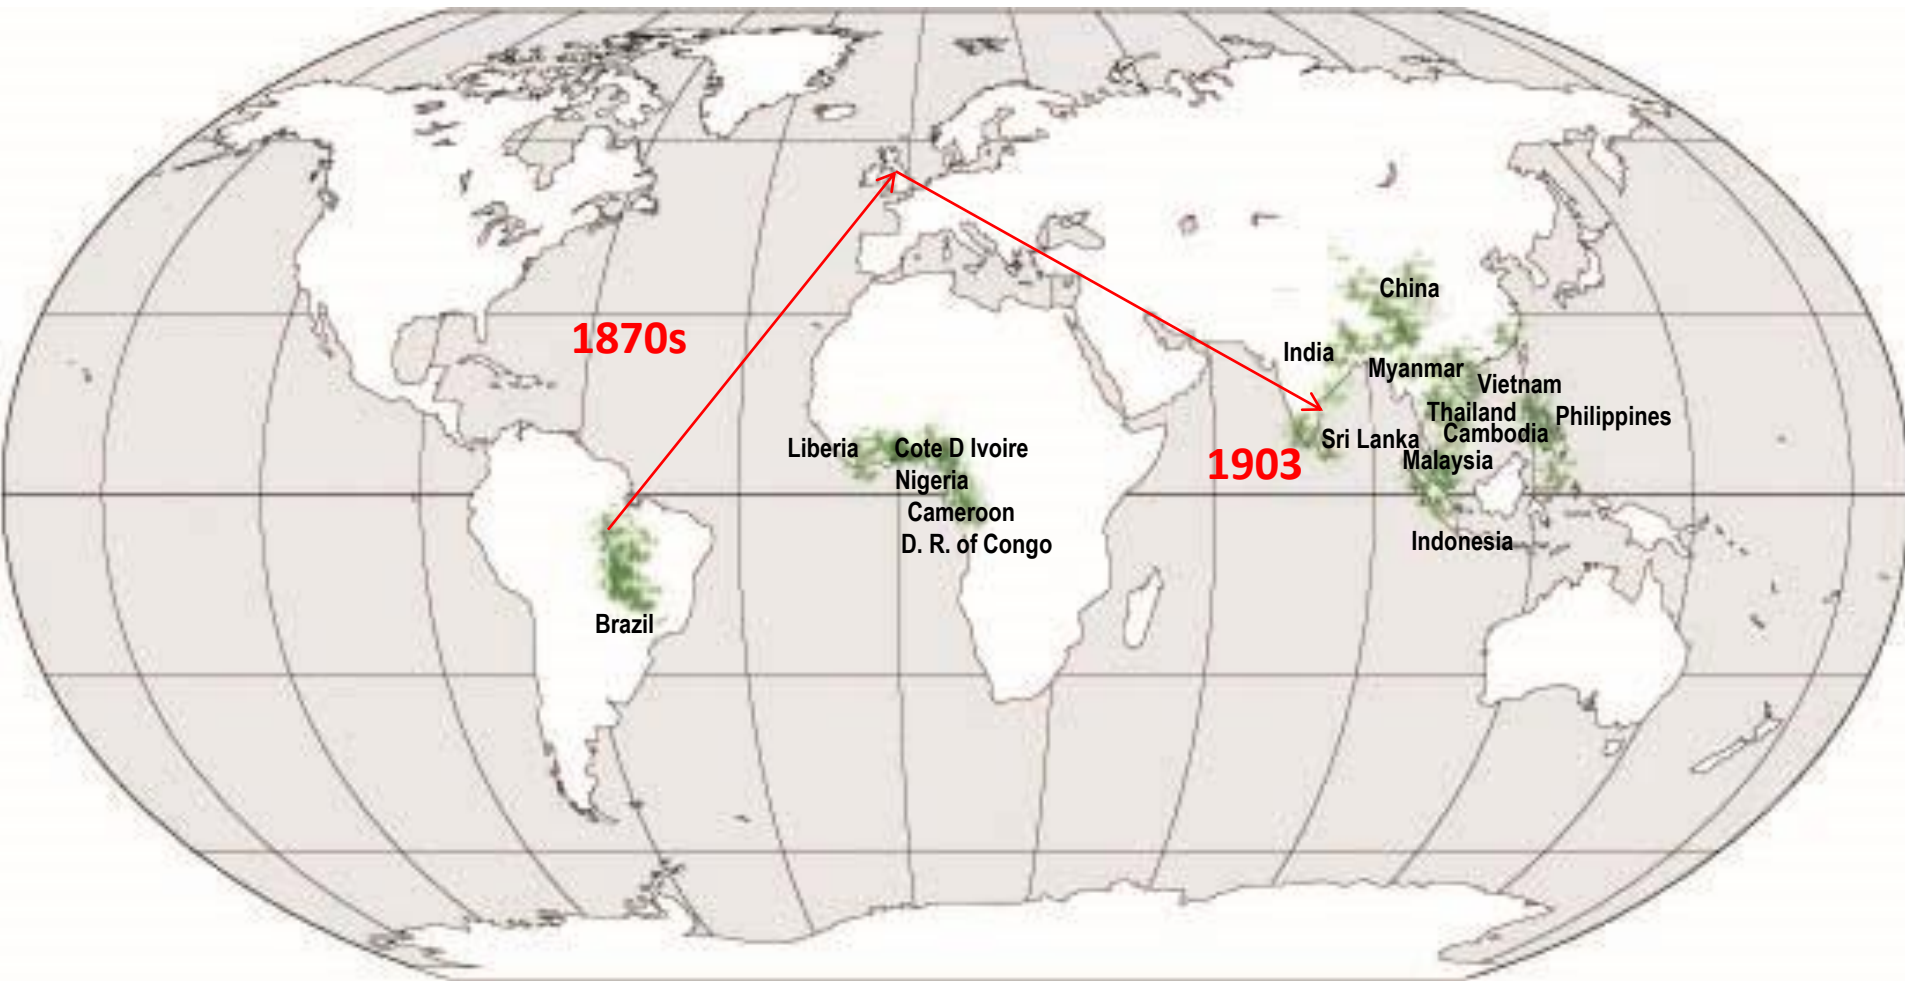 China
1870s
India
Myanmar
Vietnam
Thailand
Philippines
Cambodia
Sri Lanka
Malaysia
1903
Liberia
Cote D Ivoire
Nigeria
Cameroon
D. R. of Congo
Indonesia
Brazil